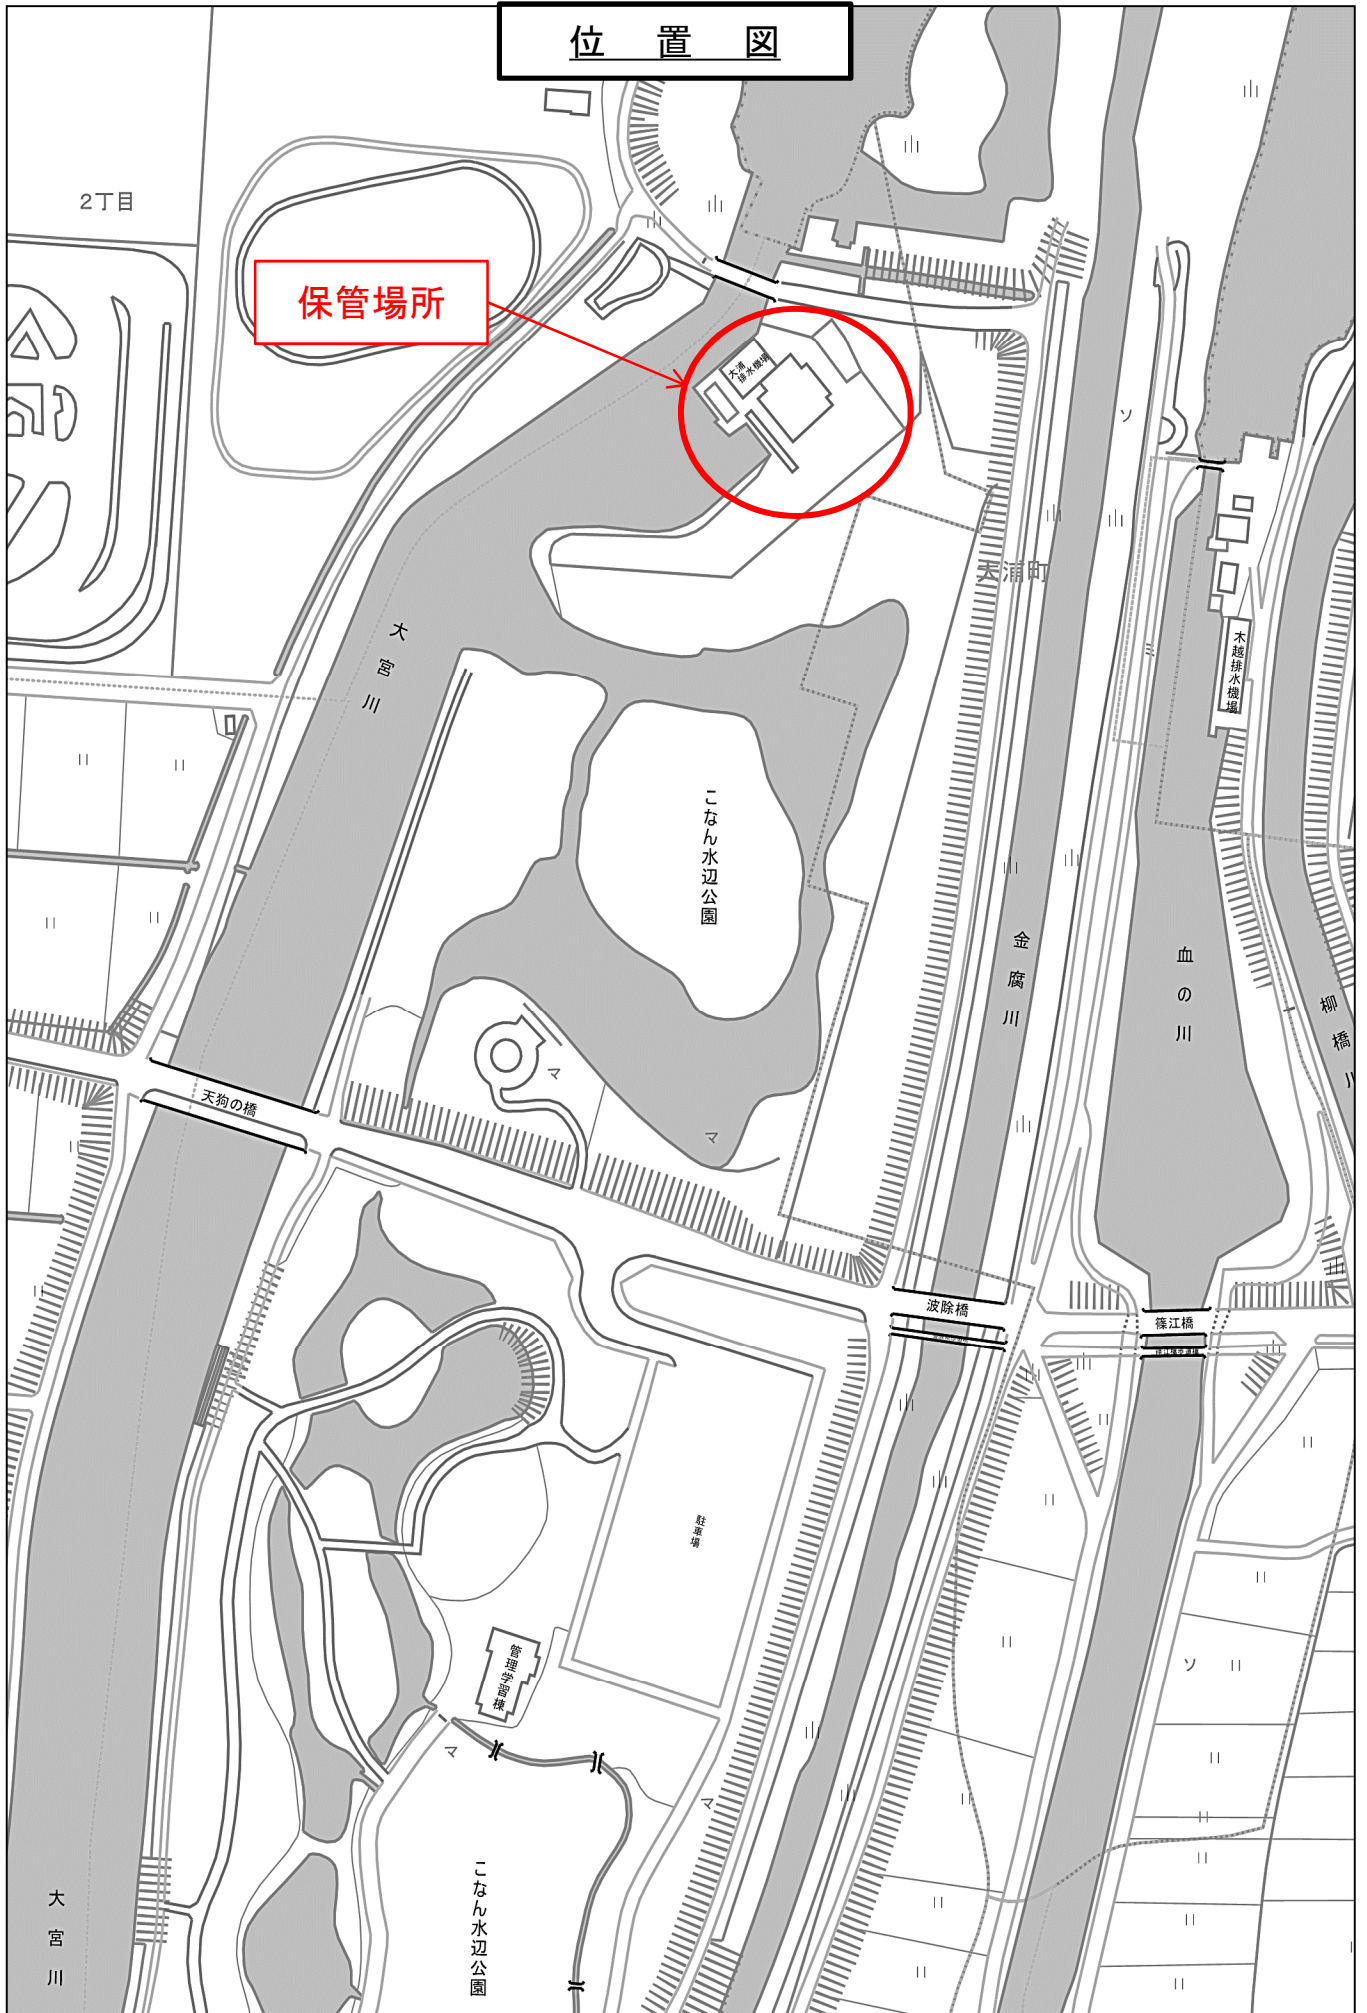 位置図
2丁目
保管場所
大浦
排水機場
大浦町
大宮川
木越排水機場
こなん水辺公園
金腐川
血の川
柳橋川
天狗の橋
波除橋
篠江橋
駐車場
管理学習棟
こなん水辺公園
大宮川